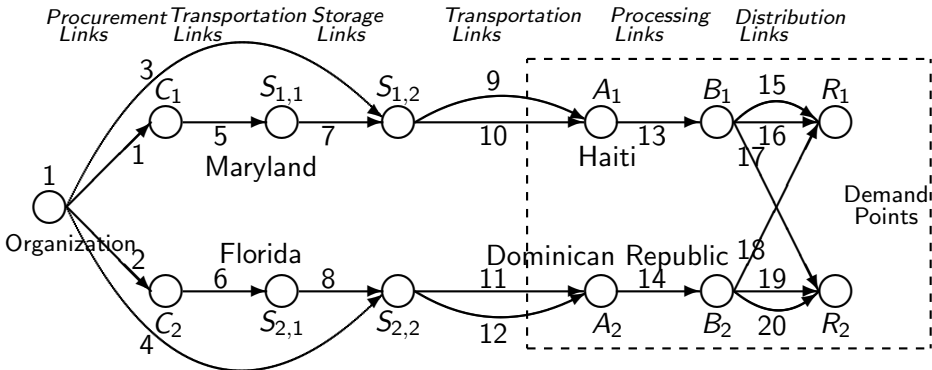 Procurement Transportation Storage Transportation Processing Distribution
Links Links Links Links Links Links
3 9 15
C1 S1,1 S1,2 A1 B1 R1
1 5 7 10 13 16
17
Maryland Haiti
1
Demand
Points
Organization
2 Florida Dominican Republic 18
6 8 11 14 19
C2 S2,1 S2,2 A2 B2 R2
4 12 20